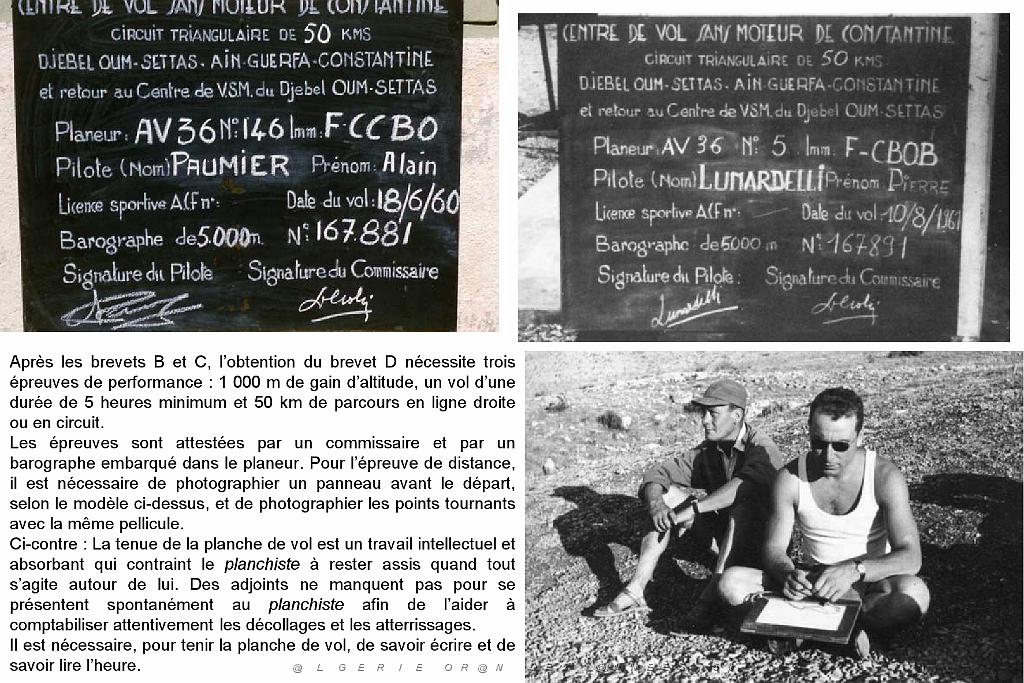 CENTRE DE VOL SANS MOTEUR DE CONSTANTINE
CIRCUIT TRIANGULAIRE DE 50 KMS
DJEBEL OUM-SETTAS-AÏN-GUERFA-CONSTANTINE
et retour au Centre de V.S.M. du Djebel OUM-SETTAS
Planeur: AV36 N°: 146 Imm: F-CCBO
Pilote (Nom) PAUMIER Prénom: Alain
Licence sportive A.C.F n°: Date du vol: 18/6/60
Barographe de 5.000m. N° 167.881
Signature du Pilote Signature du Commissaire
CENTRE DE VOL SANS MOTEUR DE CONSTANTINE
CIRCUIT TRIANGULAIRE DE 50 KMS
DJEBEL OUM-SETTAS-AÏN-GUERFA-CONSTANTINE
et retour au Centre de V.S.M. du Djebel OUM-SETTAS
Planeur: AV 36 N°: 5 Imm: F-CBOB
Pilote (Nom) LUNARDELLI Prénom PIERRE
Licence sportive A.C.F n°: — Date du vol: 10/8/1961
Barographe de 5000 m N°: 167891
Signature du Pilote: Signature du Commissaire
Lunardelli
Après les brevets B et C, l'obtention du brevet D nécessite trois
épreuves de performance : 1 000 m de gain d'altitude, un vol d'une
durée de 5 heures minimum et 50 km de parcours en ligne droite
ou en circuit.
Les épreuves sont attestées par un commissaire et par un
barographe embarqué dans le planeur. Pour l'épreuve de distance,
il est nécessaire de photographier un panneau avant le départ,
selon le modèle ci-dessus, et de photographier les points tournants
avec la même pellicule.
Ci-contre : La tenue de la planche de vol est un travail intellectuel et
absorbant qui contraint le planchiste à rester assis quand tout
s'agite autour de lui. Des adjoints ne manquent pas pour se
présentent spontanément au planchiste afin de l'aider à
comptabiliser attentivement les décollages et les atterrissages.
Il est nécessaire, pour tenir la planche de vol, de savoir écrire et de
savoir lire l'heure.
@ L G E R I E O R @ N